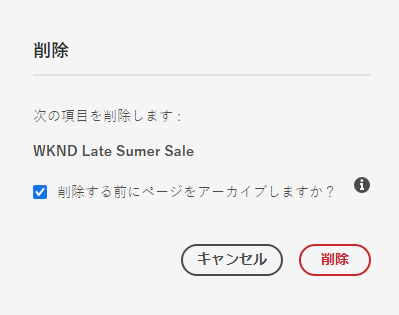 削除
次の項目を削除します :
WKND Late Sumer Sale
削除する前にページをアーカイブしますか？
キャンセル
削除